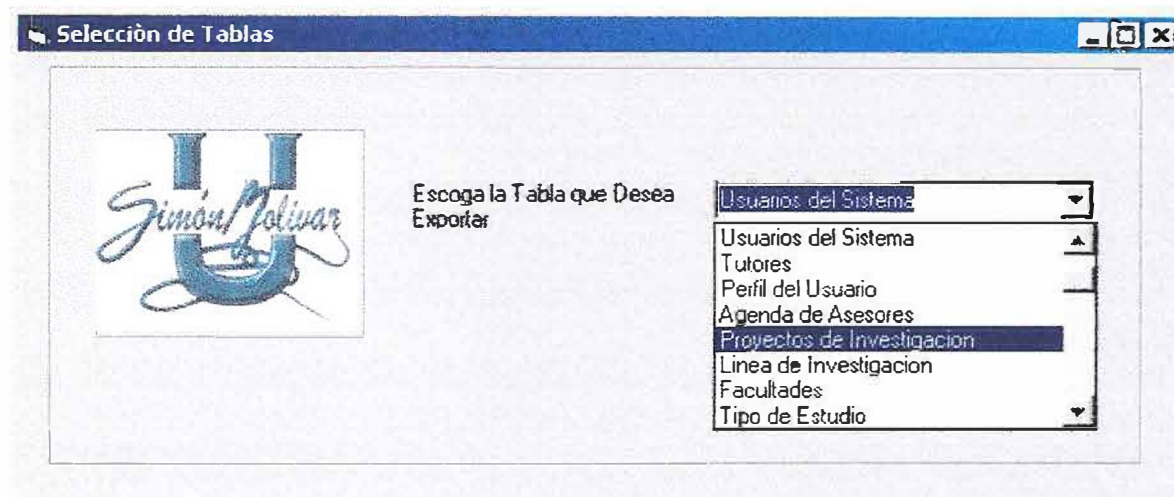 Selecciòn de Tablas
Simón Bolivar
U
Escoga la Tabla que Desea
Exportar
Usuarios del Sistema
Usuarios del Sistema
Tutores
Perfil del Usuario
Agenda de Asesores
Proyectos de Investigacion
Linea de Investigacion
Facultades
Tipo de Estudio